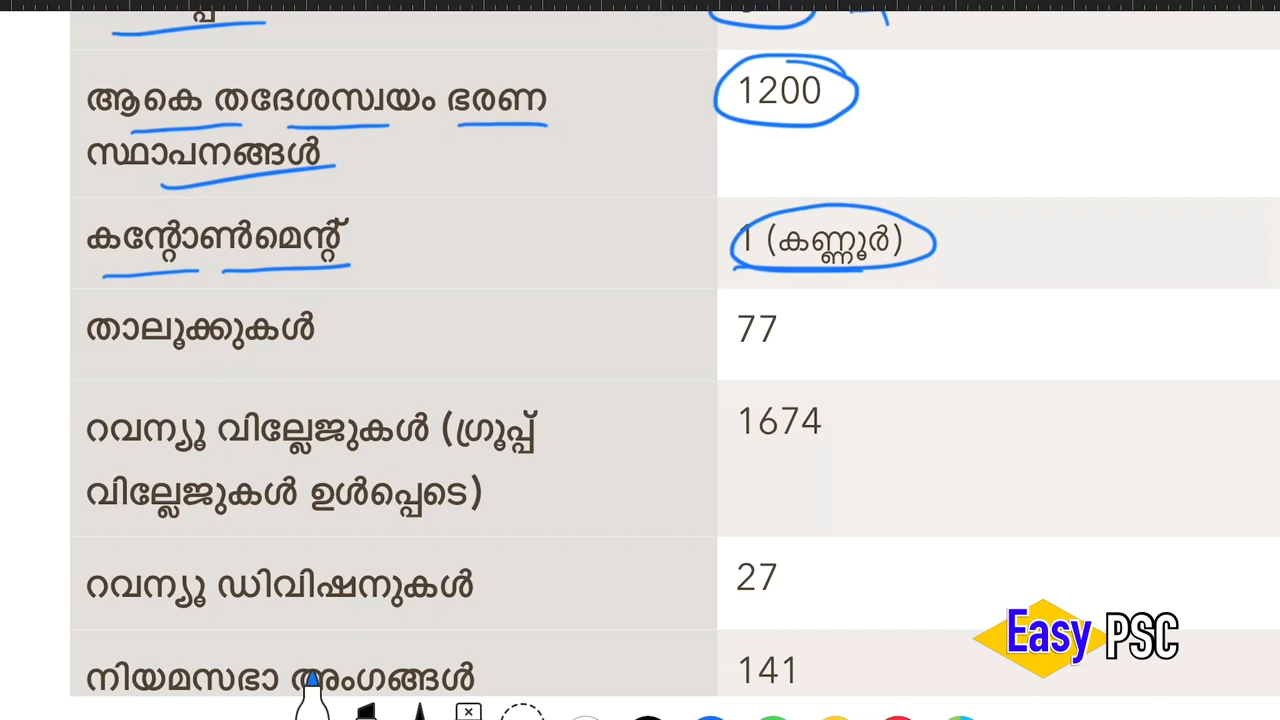 ആകെ തദേശസ്വയം ഭരണ
സ്ഥാപനങ്ങൾ
1200
കന്റോൺമെന്റ്
1 (കണ്ണൂർ)
താലൂക്കുകൾ
77
റവന്യൂ വില്ലേജുകൾ (ഗ്രൂപ്പ്
വില്ലേജുകൾ ഉൾപ്പെടെ)
1674
റവന്യൂ ഡിവിഷനുകൾ
27
നിയമസഭാ അംഗങ്ങൾ
141
Easy PSC